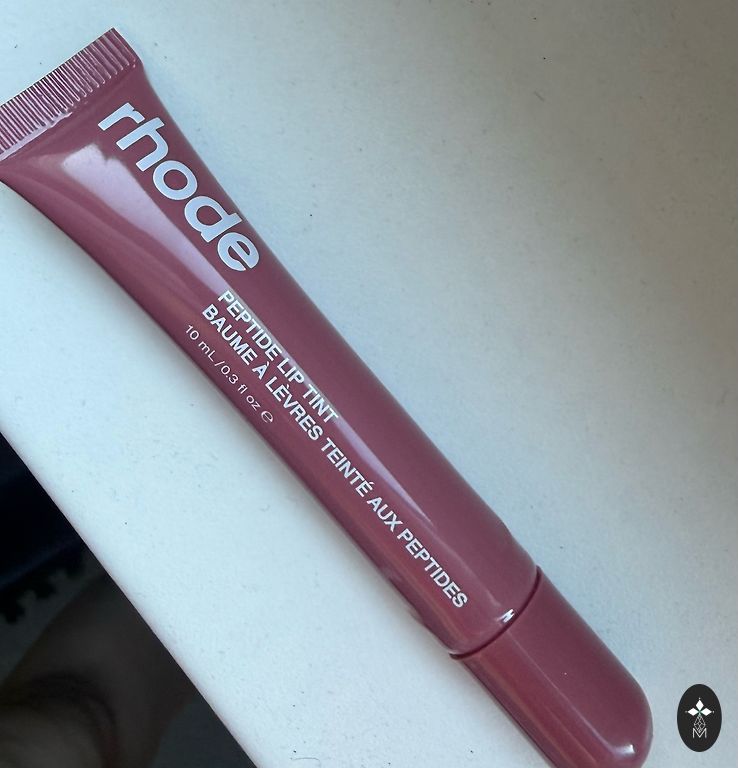 rhode
PEPTIDE LIP TINT
BAUME À LÈVRES TEINTÉ AUX PEPTIDES
10 mL / 0.3 fl oz ℮
M